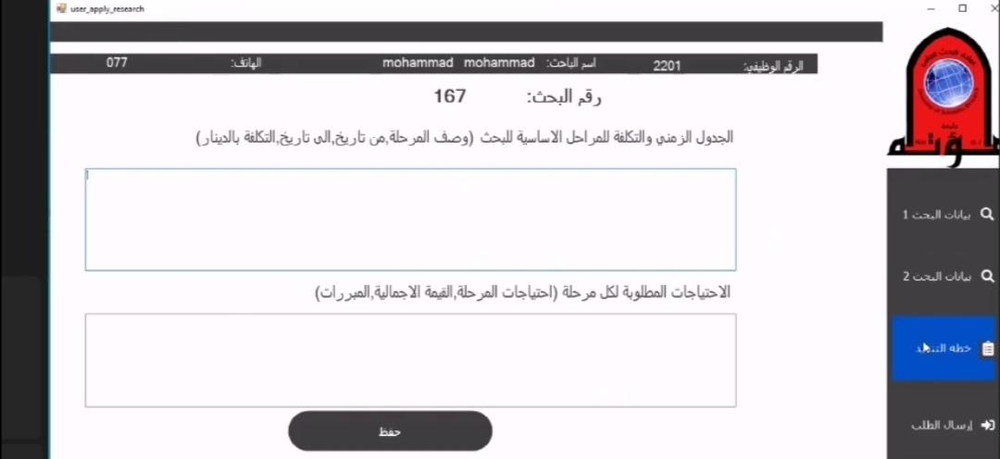 user_apply_research
الرقم الوظيفي: 2201 اسم الباحث: mohammad mohammad الهاتف: 077
رقم البحث: 167
الجدول الزمني والتكلفة للمراحل الاساسية للبحث (وصف المرحلة,من تاريخ,الى تاريخ,التكلفة بالدينار)
الاحتياجات المطلوبة لكل مرحلة (احتياجات المرحلة,القيمة الاجمالية,المبررات)
حفظ
جامعة
مؤتة
بيانات البحث 1
بيانات البحث 2
خطه التنفيذ
إرسال الطلب